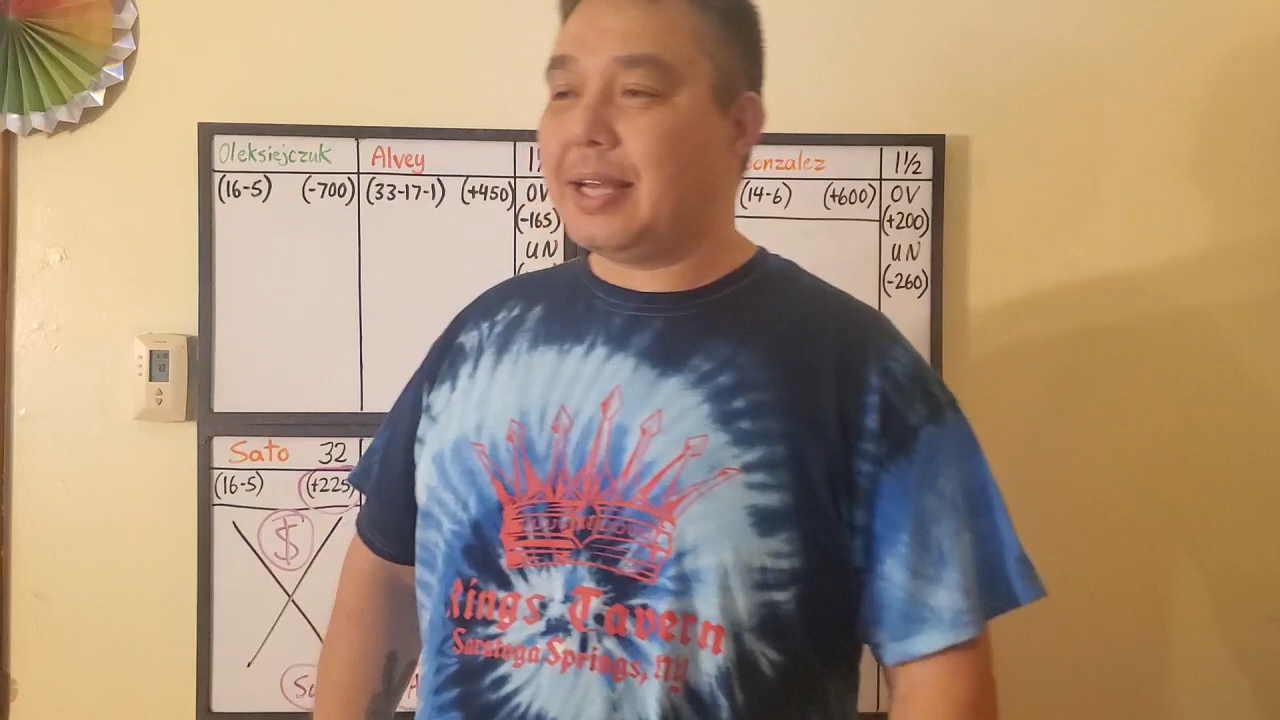 Oleksiejczuk Alvey
(16-5) (-700) (33-17-1) (+450) OV
(-165)
UN
onzalez 1½
(14-6) (+600) OV
(+200)
UN
(-260)
Sato 32
(16-5) (+225)
$
Kings Tavern
Saratoga Springs, NY